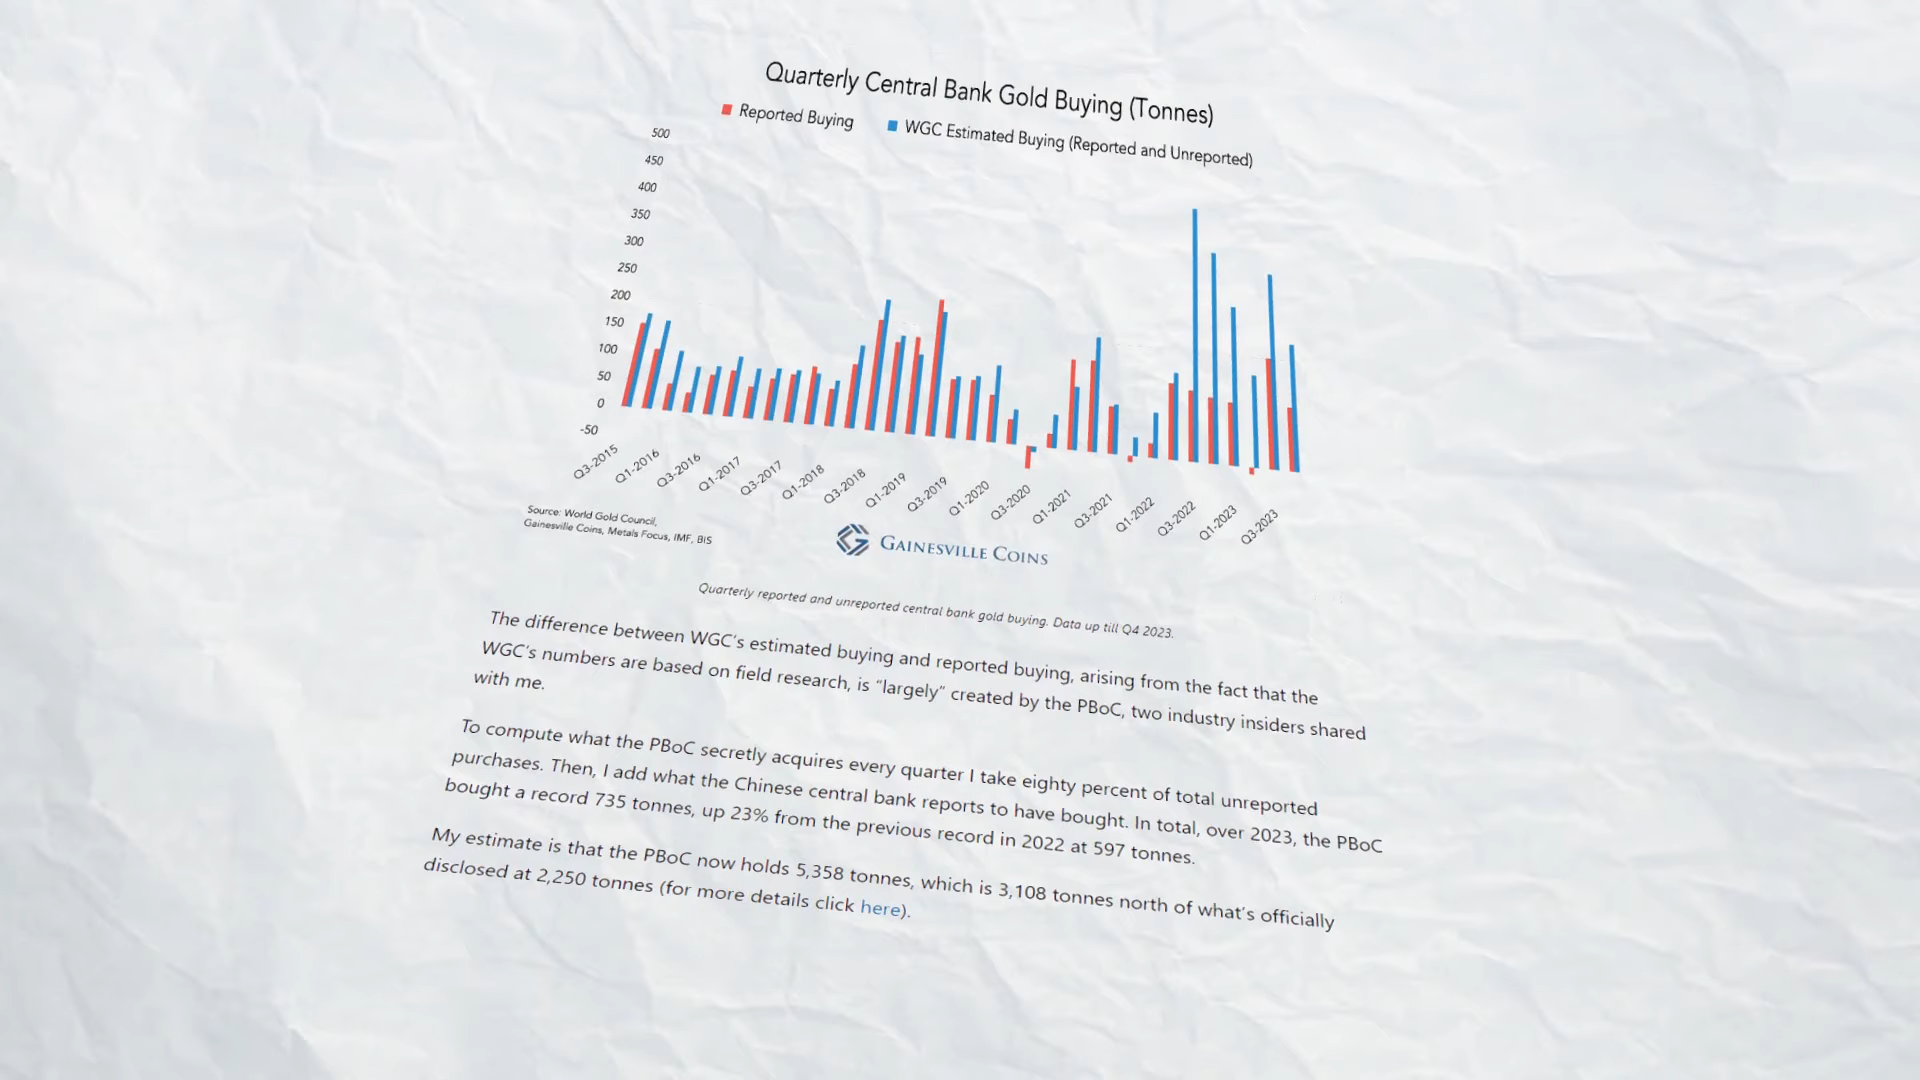 Quarterly Central Bank Gold Buying (Tonnes)
Reported Buying
WGC Estimated Buying (Reported and Unreported)
500
450
400
350
300
250
200
150
100
50
0
-50
Q3-2015
Q1-2016
Q3-2016
Q1-2017
Q3-2017
Q1-2018
Q3-2018
Q1-2019
Q3-2019
Q1-2020
Q3-2020
Q1-2021
Q3-2021
Q1-2022
Q3-2022
Q1-2023
Q3-2023
Source: World Gold Council,
Gainesville Coins, Metals Focus, IMF, BIS
GAINESVILLE COINS
Quarterly reported and unreported central bank gold buying. Data up till Q4 2023.
The difference between WGC's estimated buying and reported buying, arising from the fact that the
WGC's numbers are based on field research, is "largely" created by the PBoC, two industry insiders shared
with me.
To compute what the PBoC secretly acquires every quarter I take eighty percent of total unreported
purchases. Then, I add what the Chinese central bank reports to have bought. In total, over 2023, the PBoC
bought a record 735 tonnes, up 23% from the previous record in 2022 at 597 tonnes.
My estimate is that the PBoC now holds 5,358 tonnes, which is 3,108 tonnes north of what's officially
disclosed at 2,250 tonnes (for more details click here).